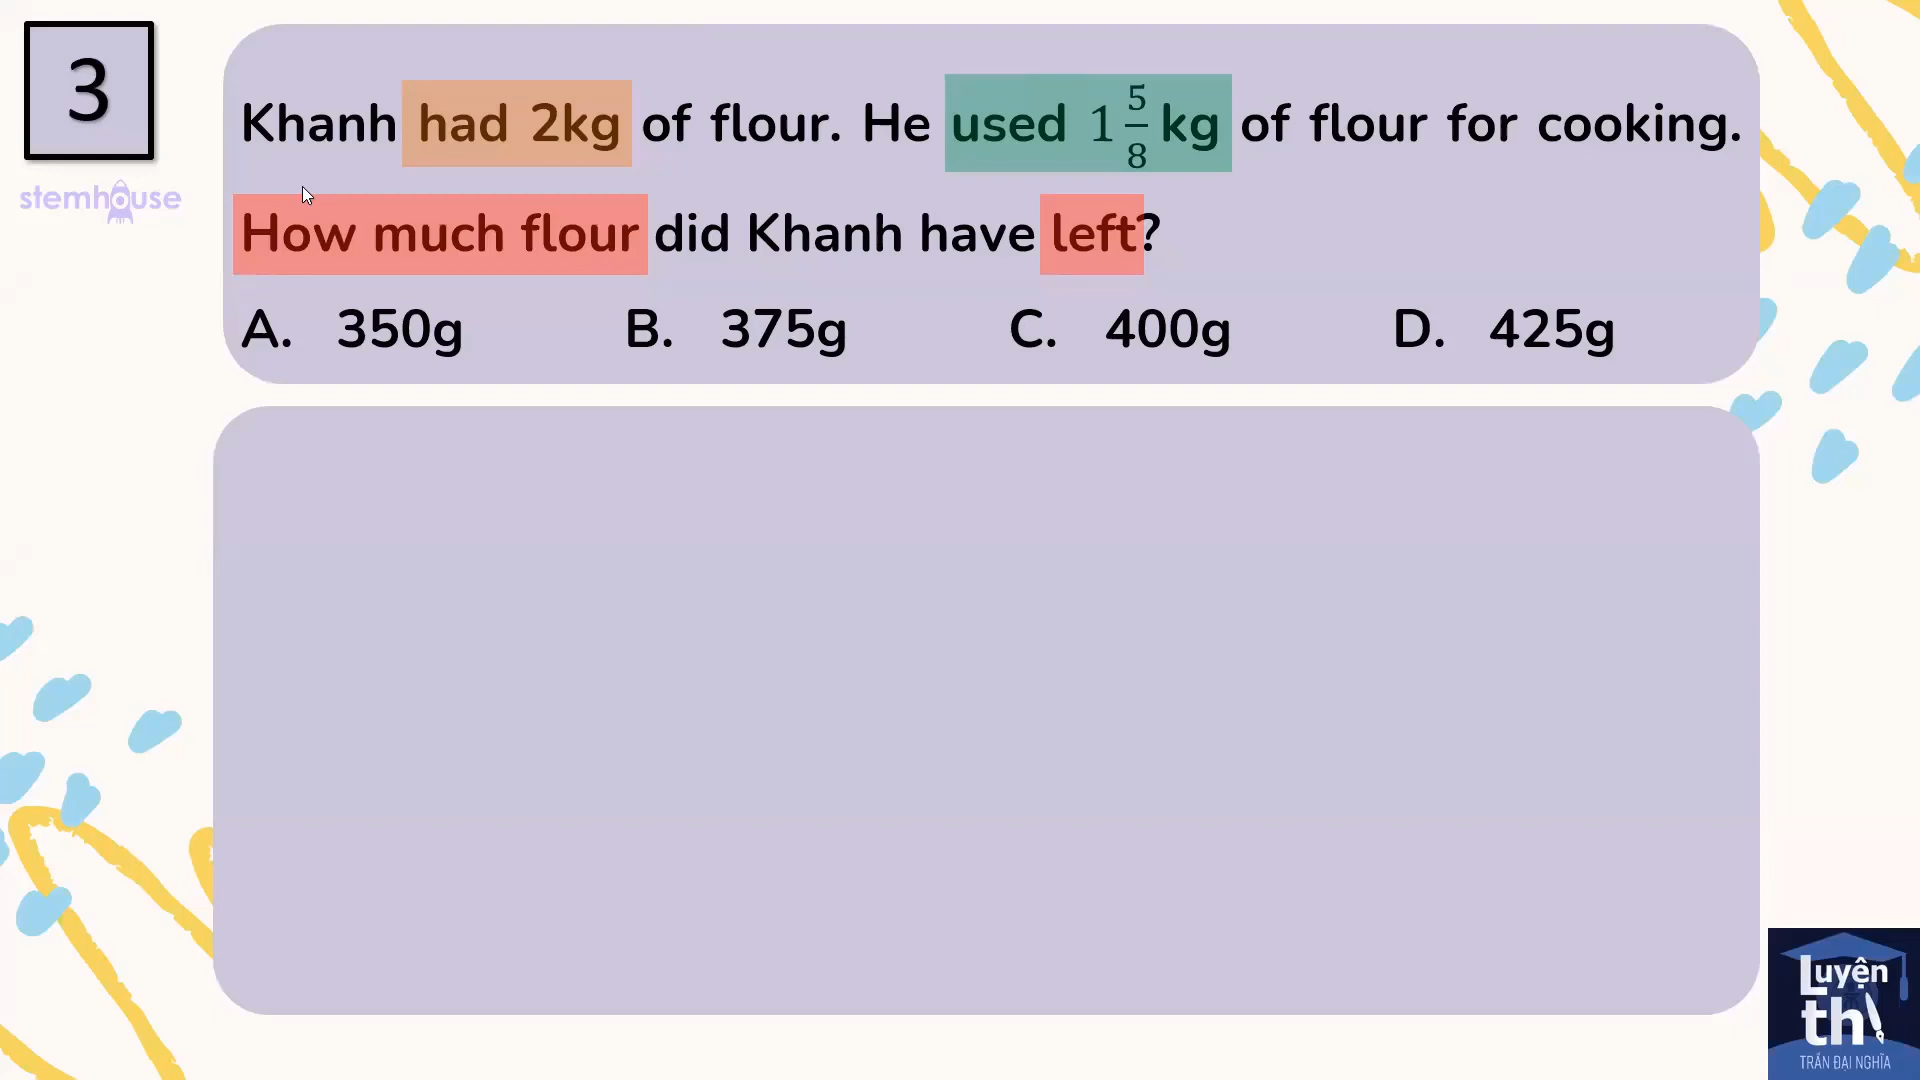 3
stemhouse
Khanh had 2kg of flour. He used 1 5/8 kg of flour for cooking.
How much flour did Khanh have left?
A. 350g B. 375g C. 400g D. 425g
Luyện
thi
TRẦN ĐẠI NGHĨA